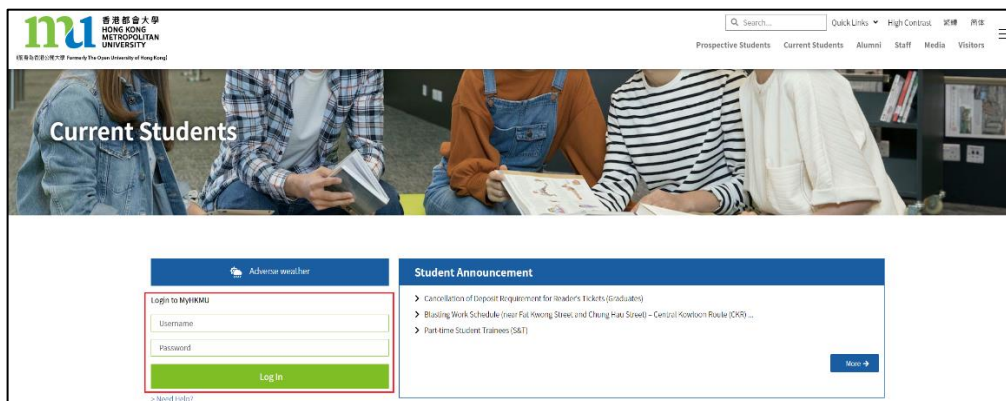 香港都會大學
HONG KONG
METROPOLITAN
UNIVERSITY
Formerly The Open University of Hong Kong
Search...
Quick Links
High Contrast
繁體
简体
Prospective Students
Current Students
Alumni
Staff
Media
Visitors
Current Students
Adverse weather
Login to MyHKMU
Username
Password
Log In
> Need Help?
Student Announcement
Cancellation of Deposit Requirement for Reader's Tickets (Graduates)
Blasting Work Schedule (near Fat Kwong Street and Chung Hau Street) – Central Kowloon Route (CKR) ...
Part-time Student Trainees (S&T)
More →